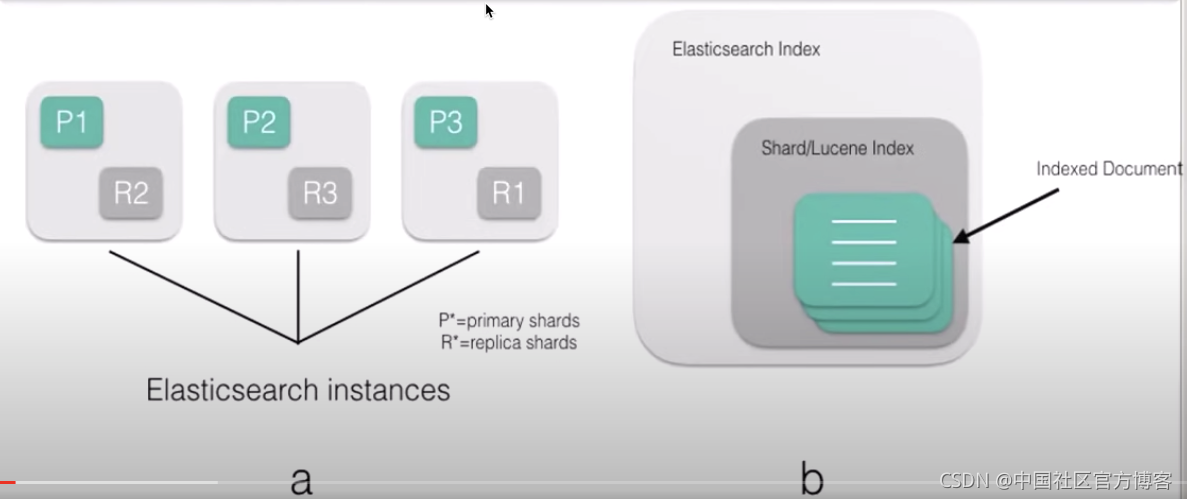 P1
R2
P2
R3
P3
R1
P*=primary shards
R*=replica shards
Elasticsearch instances
a
Elasticsearch Index
Shard/Lucene Index
Indexed Document
b
CSDN @中国社区官方博客